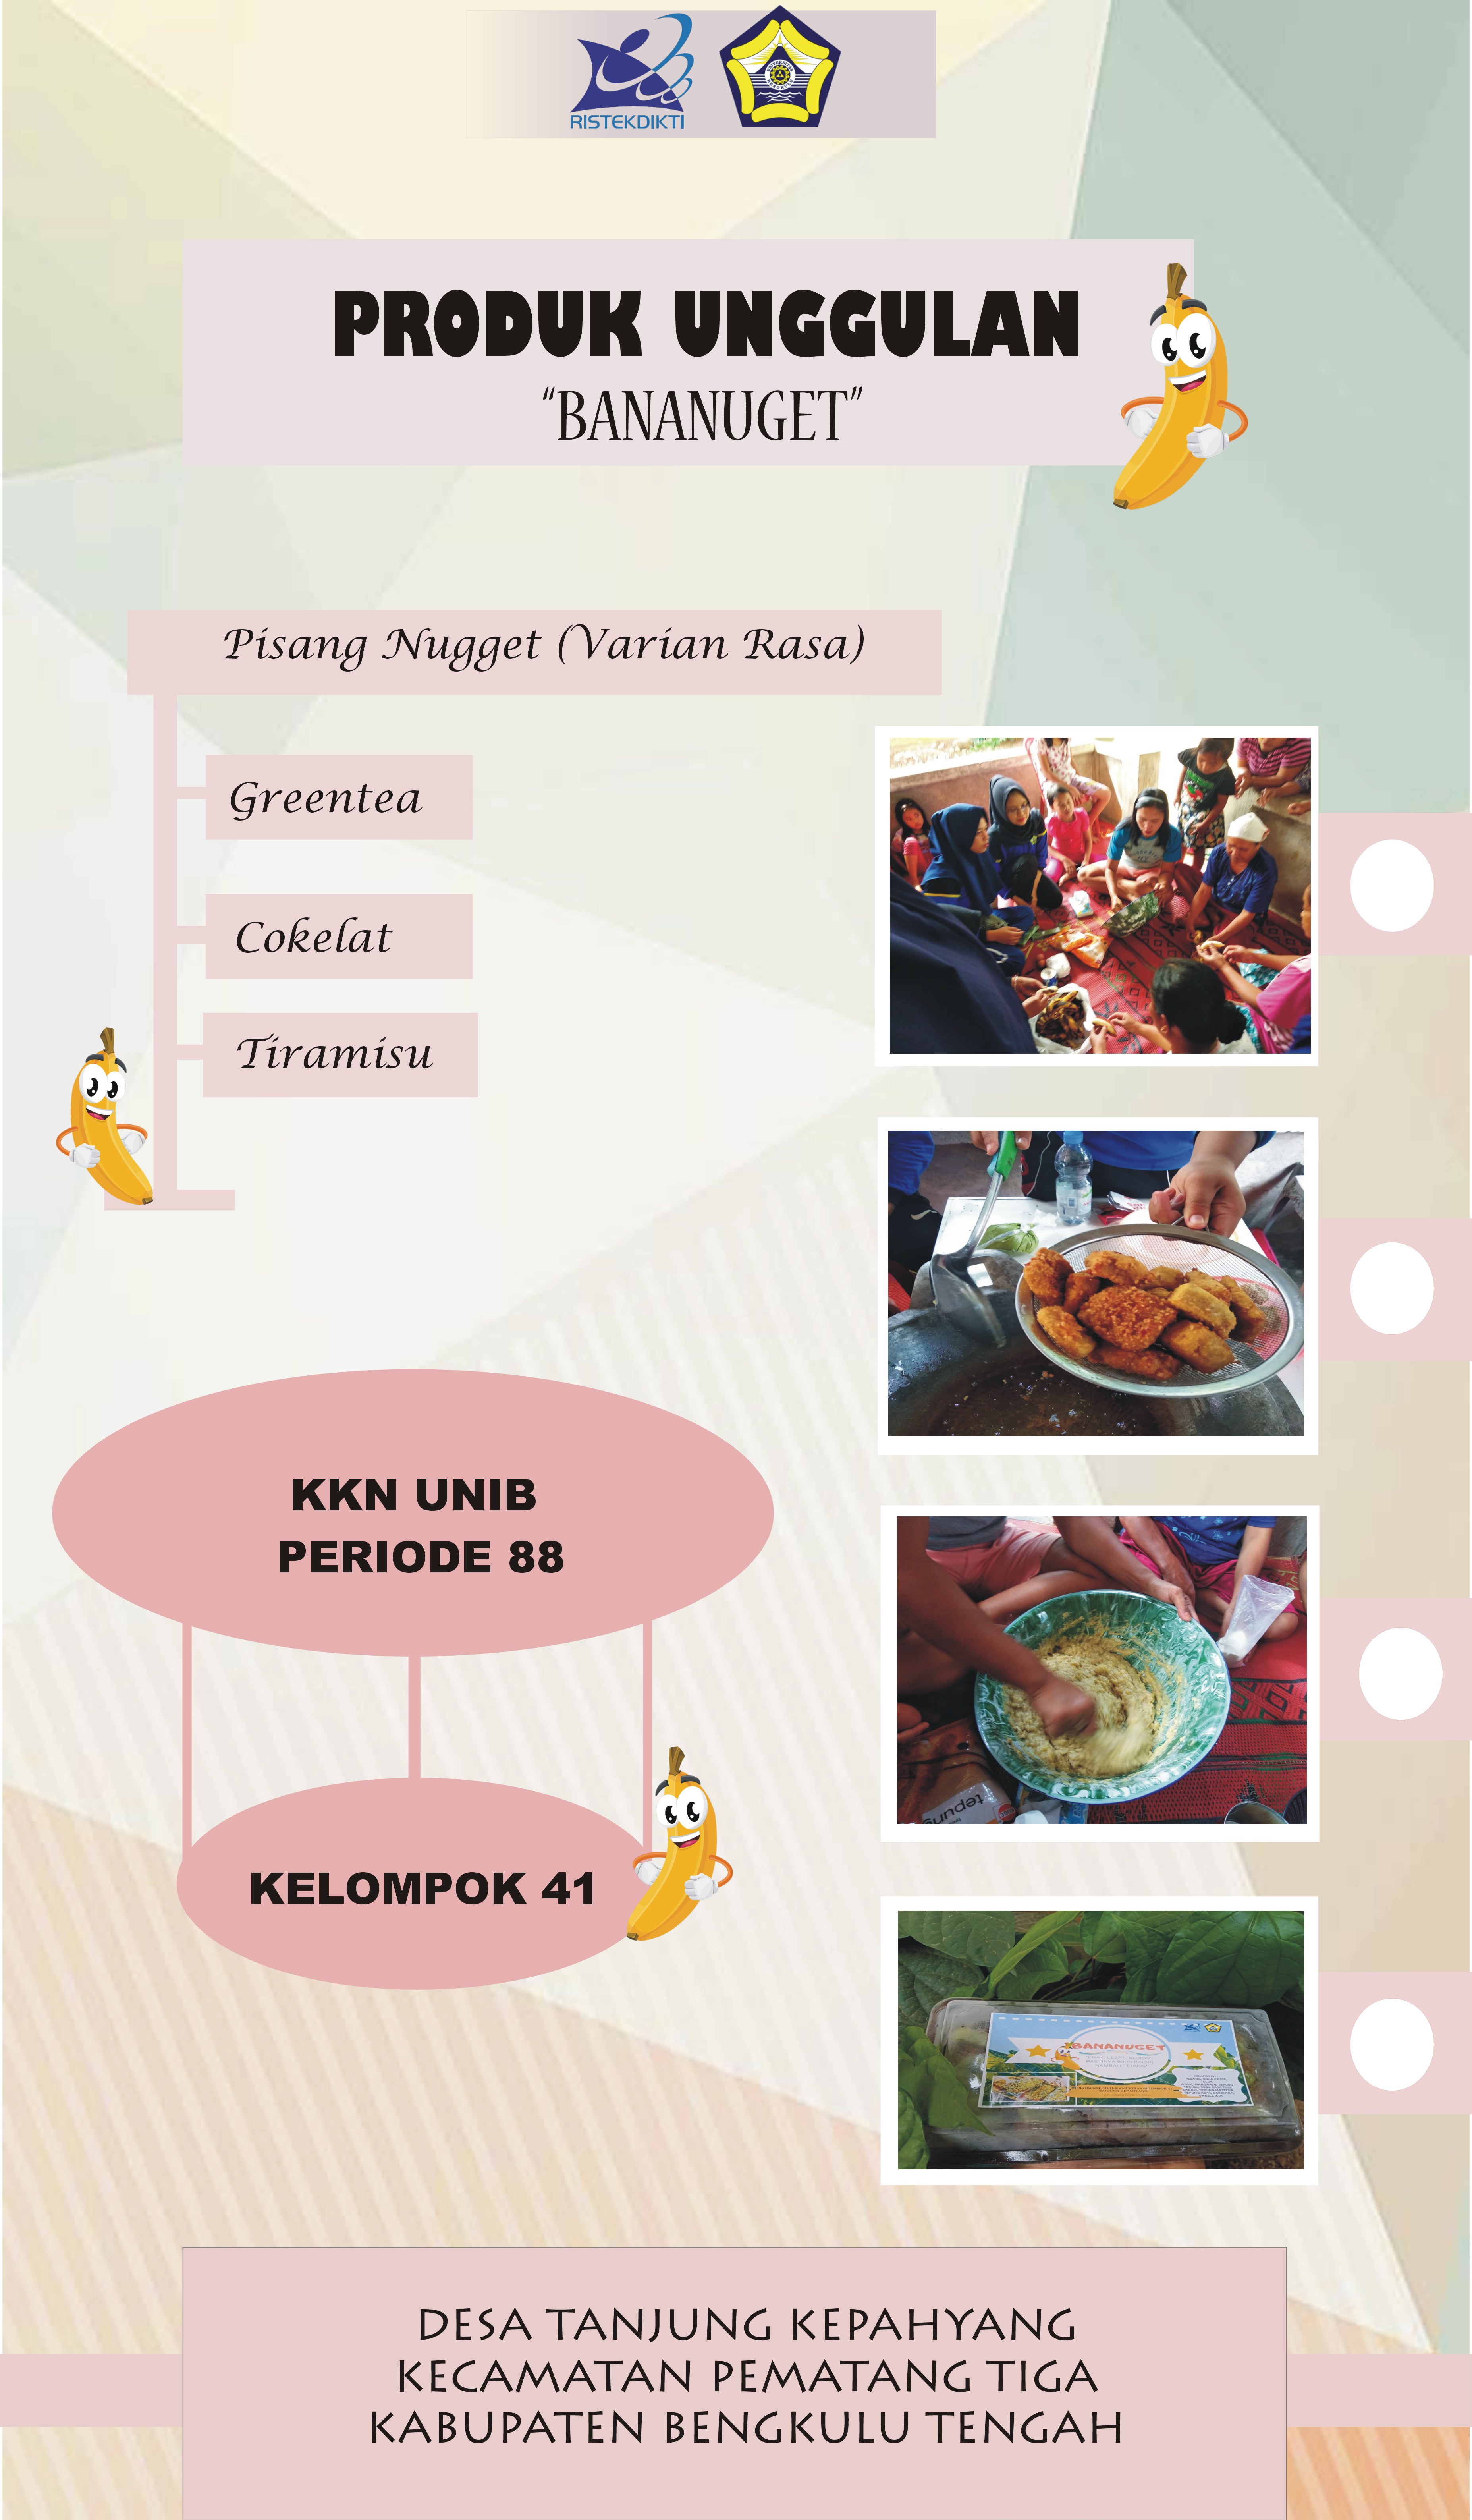 RISTEKDIKTI
PRODUK UNGGULAN
“BANANUGET”
Pisang Nugget (Varian Rasa)
Greentea
Cokelat
Tiramisu
KKN UNIB
PERIODE 88
KELOMPOK 41
tepung
BANANUGET
DESA TANJUNG KEPAHYANG
KECAMATAN PEMATANG TIGA
KABUPATEN BENGKULU TENGAH